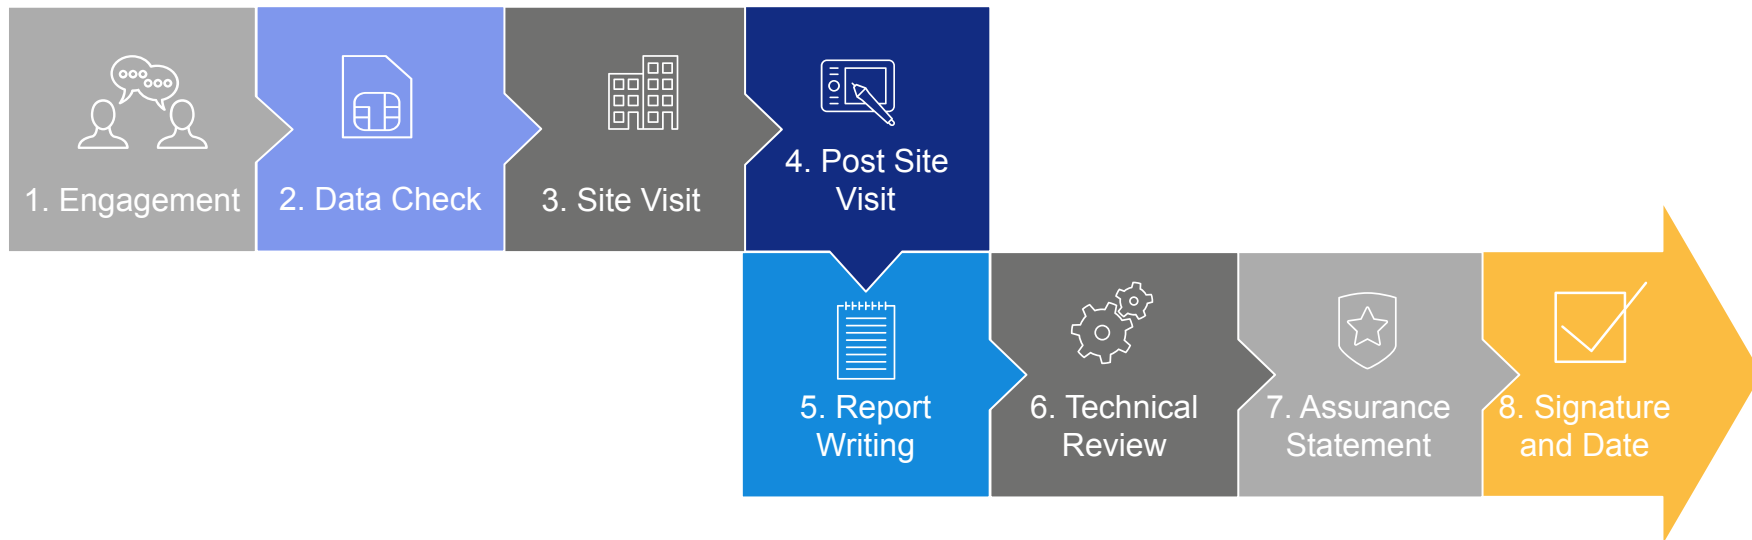 1. Engagement
2. Data Check
3. Site Visit
4. Post Site
Visit
5. Report
Writing
6. Technical
Review
7. Assurance
Statement
8. Signature
and Date